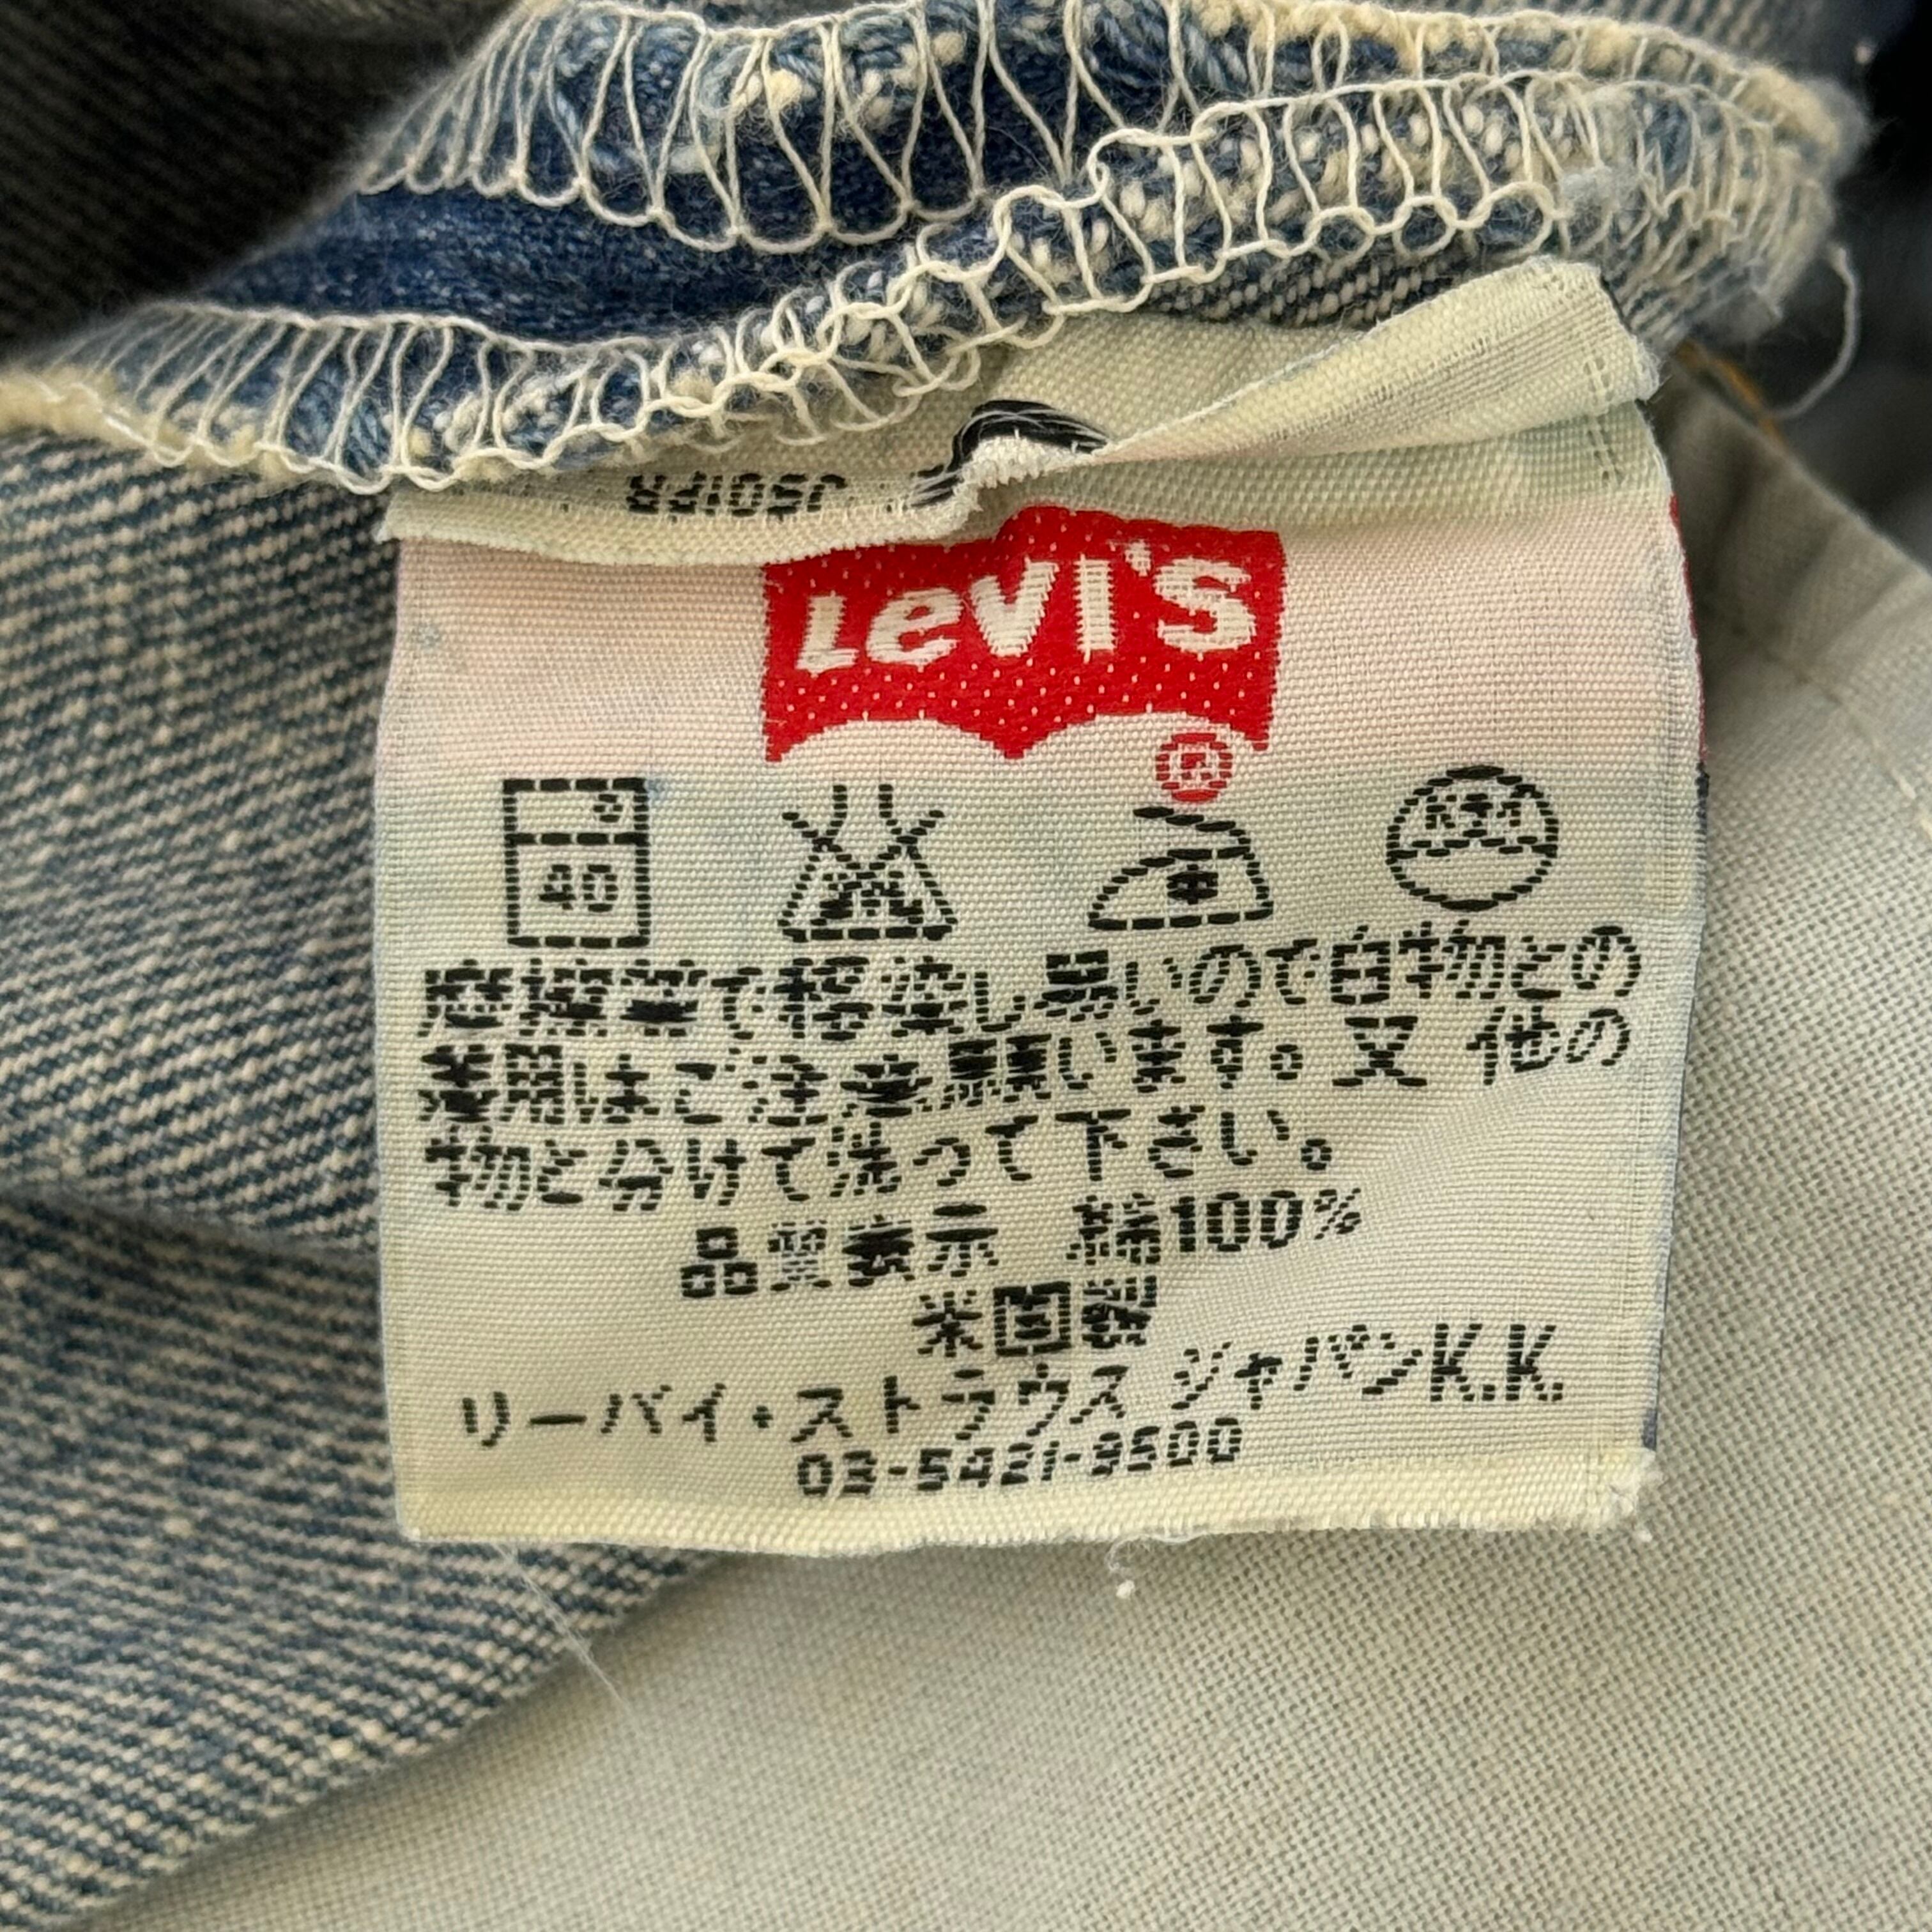 LEVI'S
®
40
摩擦等で移染し易いので白物との
着用はご注意願います。又 他の
物と分けて洗って下さい。
品質表示 綿100%
米国製
リーバイ・ストラウス ジャパンK.K.
03-5421-9500